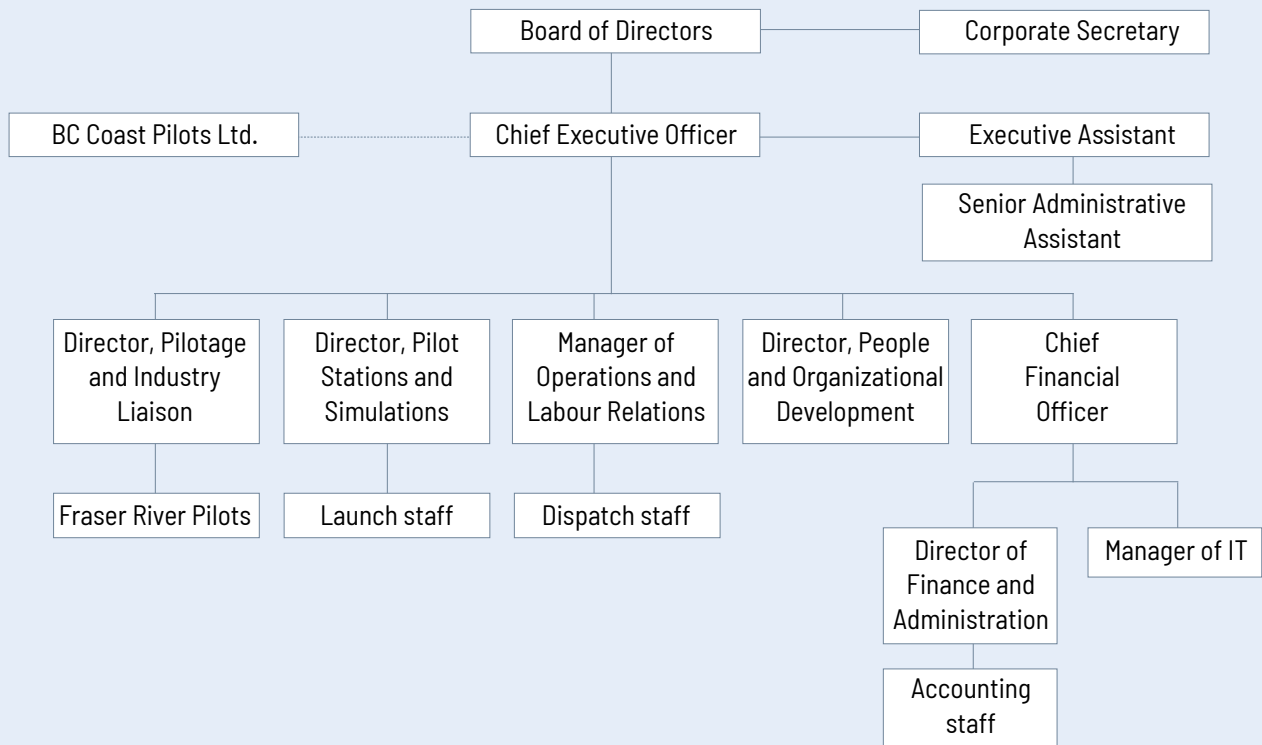 Board of Directors
Corporate Secretary
BC Coast Pilots Ltd.
Chief Executive Officer
Executive Assistant
Senior Administrative
Assistant
Director, Pilotage
and Industry
Liaison
Director, Pilot
Stations and
Simulations
Manager of
Operations and
Labour Relations
Director, People
and Organizational
Development
Chief
Financial
Officer
Fraser River Pilots
Launch staff
Dispatch staff
Director of
Finance and
Administration
Manager of IT
Accounting
staff